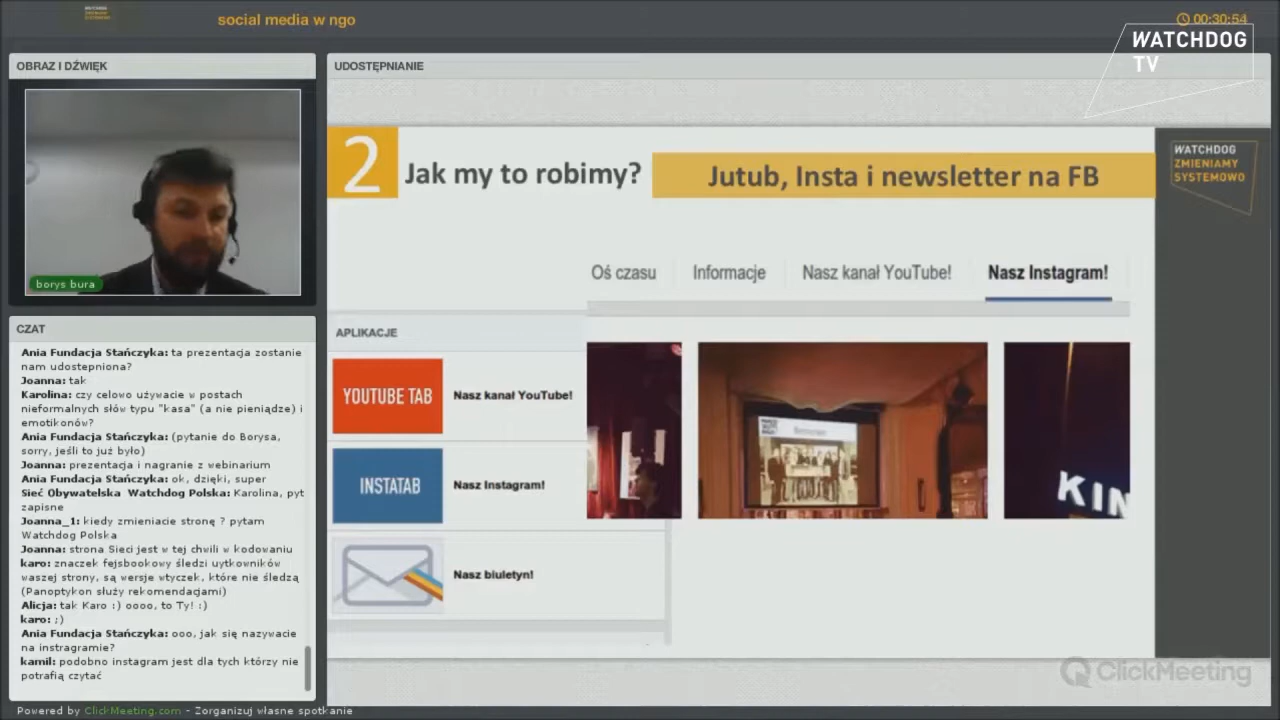 social media w ngo
00:30:54
WATCHDOG
TV
OBRAZ I DŹWIĘK
borys bura
CZAT
Ania Fundacja Stańczyka: ta prezentacja zostanie
nam udostepniona?
Joanna: tak
Karolina: czy celowo używacie w postach
nieformalnych słów typu "kasa" (a nie pieniądze) i
emotikonów?
Ania Fundacja Stańczyka: (pytanie do Borysa,
sorry, jeśli to już było)
Joanna: prezentacja i nagranie z webinarium
Ania Fundacja Stańczyka: ok, dzięki, super
Sieć Obywatelska Watchdog Polska: Karolina, pyt
zapisne
Joanna_1: kiedy zmieniacie stronę ? pytam
Watchdog Polska
Joanna: strona Sieci jest w tej chwili w kodowaniu
karo: znaczek fejsbookowy śledzi uytkowników
waszej strony, są wersje wtyczek, które nie śledzą
(Panoptykon służy rekomendacjami)
Alicja: tak Karo :) oooo, to Ty! :)
karo: ;)
Ania Fundacja Stańczyka: ooo, jak się nazywacie
na instragramie?
kamil: podobno instagram jest dla tych którzy nie
potrafią czytać
UDOSTĘPNIANIE
2
Jak my to robimy?
Jutub, Insta i newsletter na FB
WATCHDOG
ZMIENIAMY
SYSTEMOWO
Oś czasu
Informacje
Nasz kanał YouTube!
Nasz Instagram!
APLIKACJE
YOUTUBE TAB
Nasz kanał YouTube!
INSTATAB
Nasz Instagram!
Nasz biuletyn!
KIN
ClickMeeting
Powered by ClickMeeting.com - Zorganizuj własne spotkanie